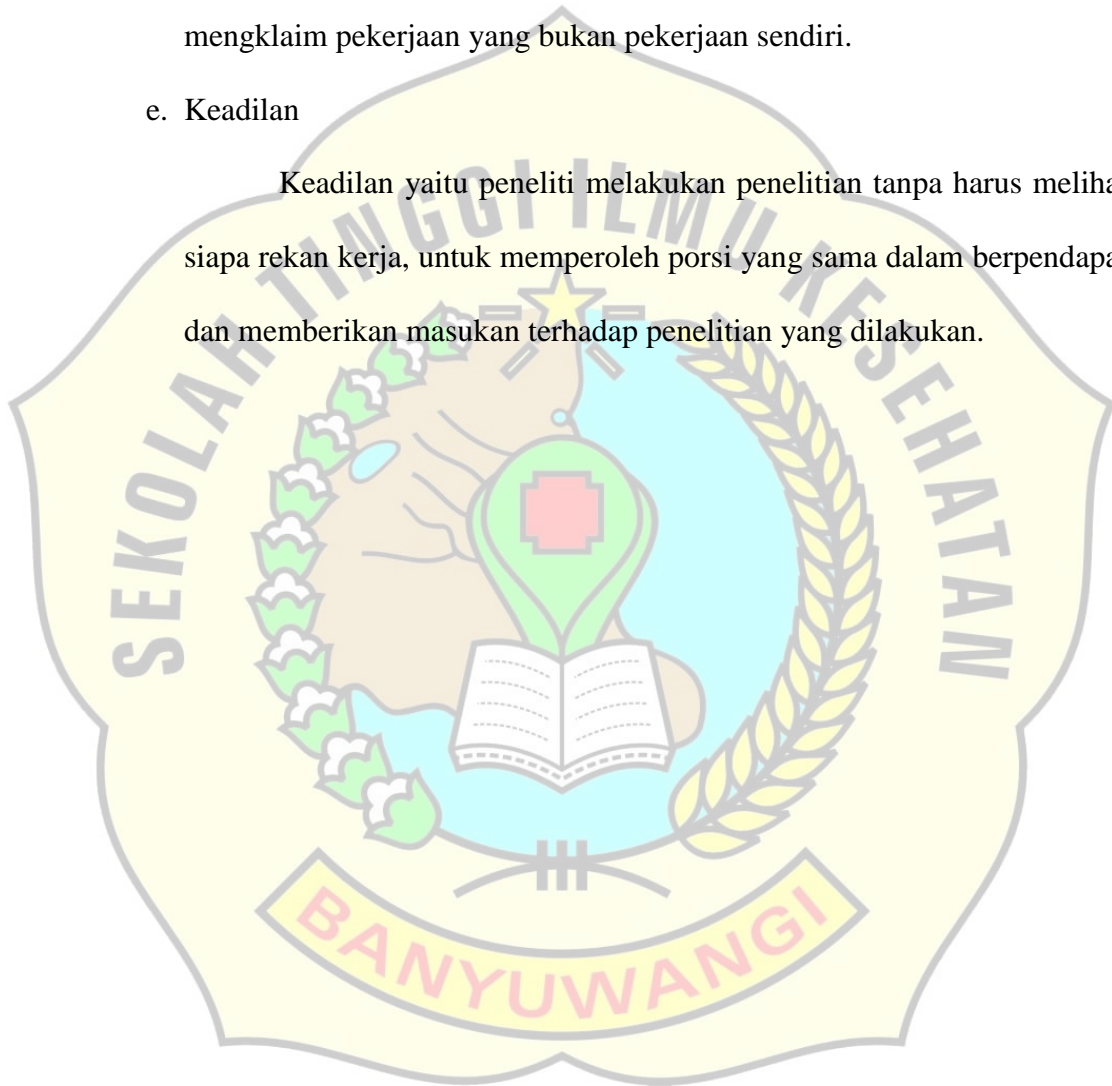 mengklaim pekerjaan yang bukan pekerjaan sendiri.
e. Keadilan
Keadilan yaitu peneliti melakukan penelitian tanpa harus meliha
siapa rekan kerja, untuk memperoleh porsi yang sama dalam berpendapa
dan memberikan masukan terhadap penelitian yang dilakukan.
SEKOLAH TINGGI ILMU KESEHATAN
BANYUWANGI